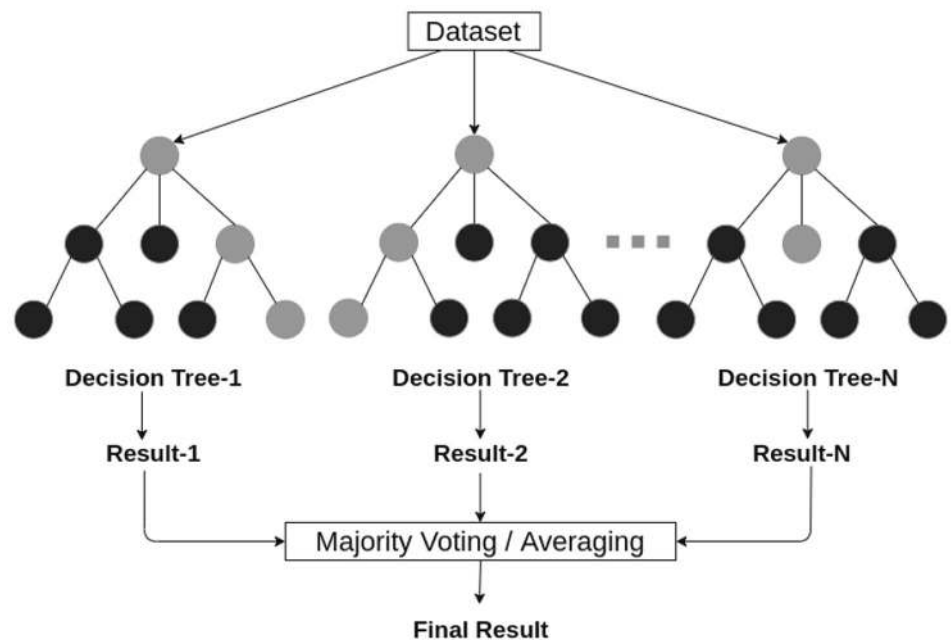 Dataset
Decision Tree-1
Decision Tree-2
Decision Tree-N
Result-1
Result-2
Result-N
Majority Voting / Averaging
Final Result